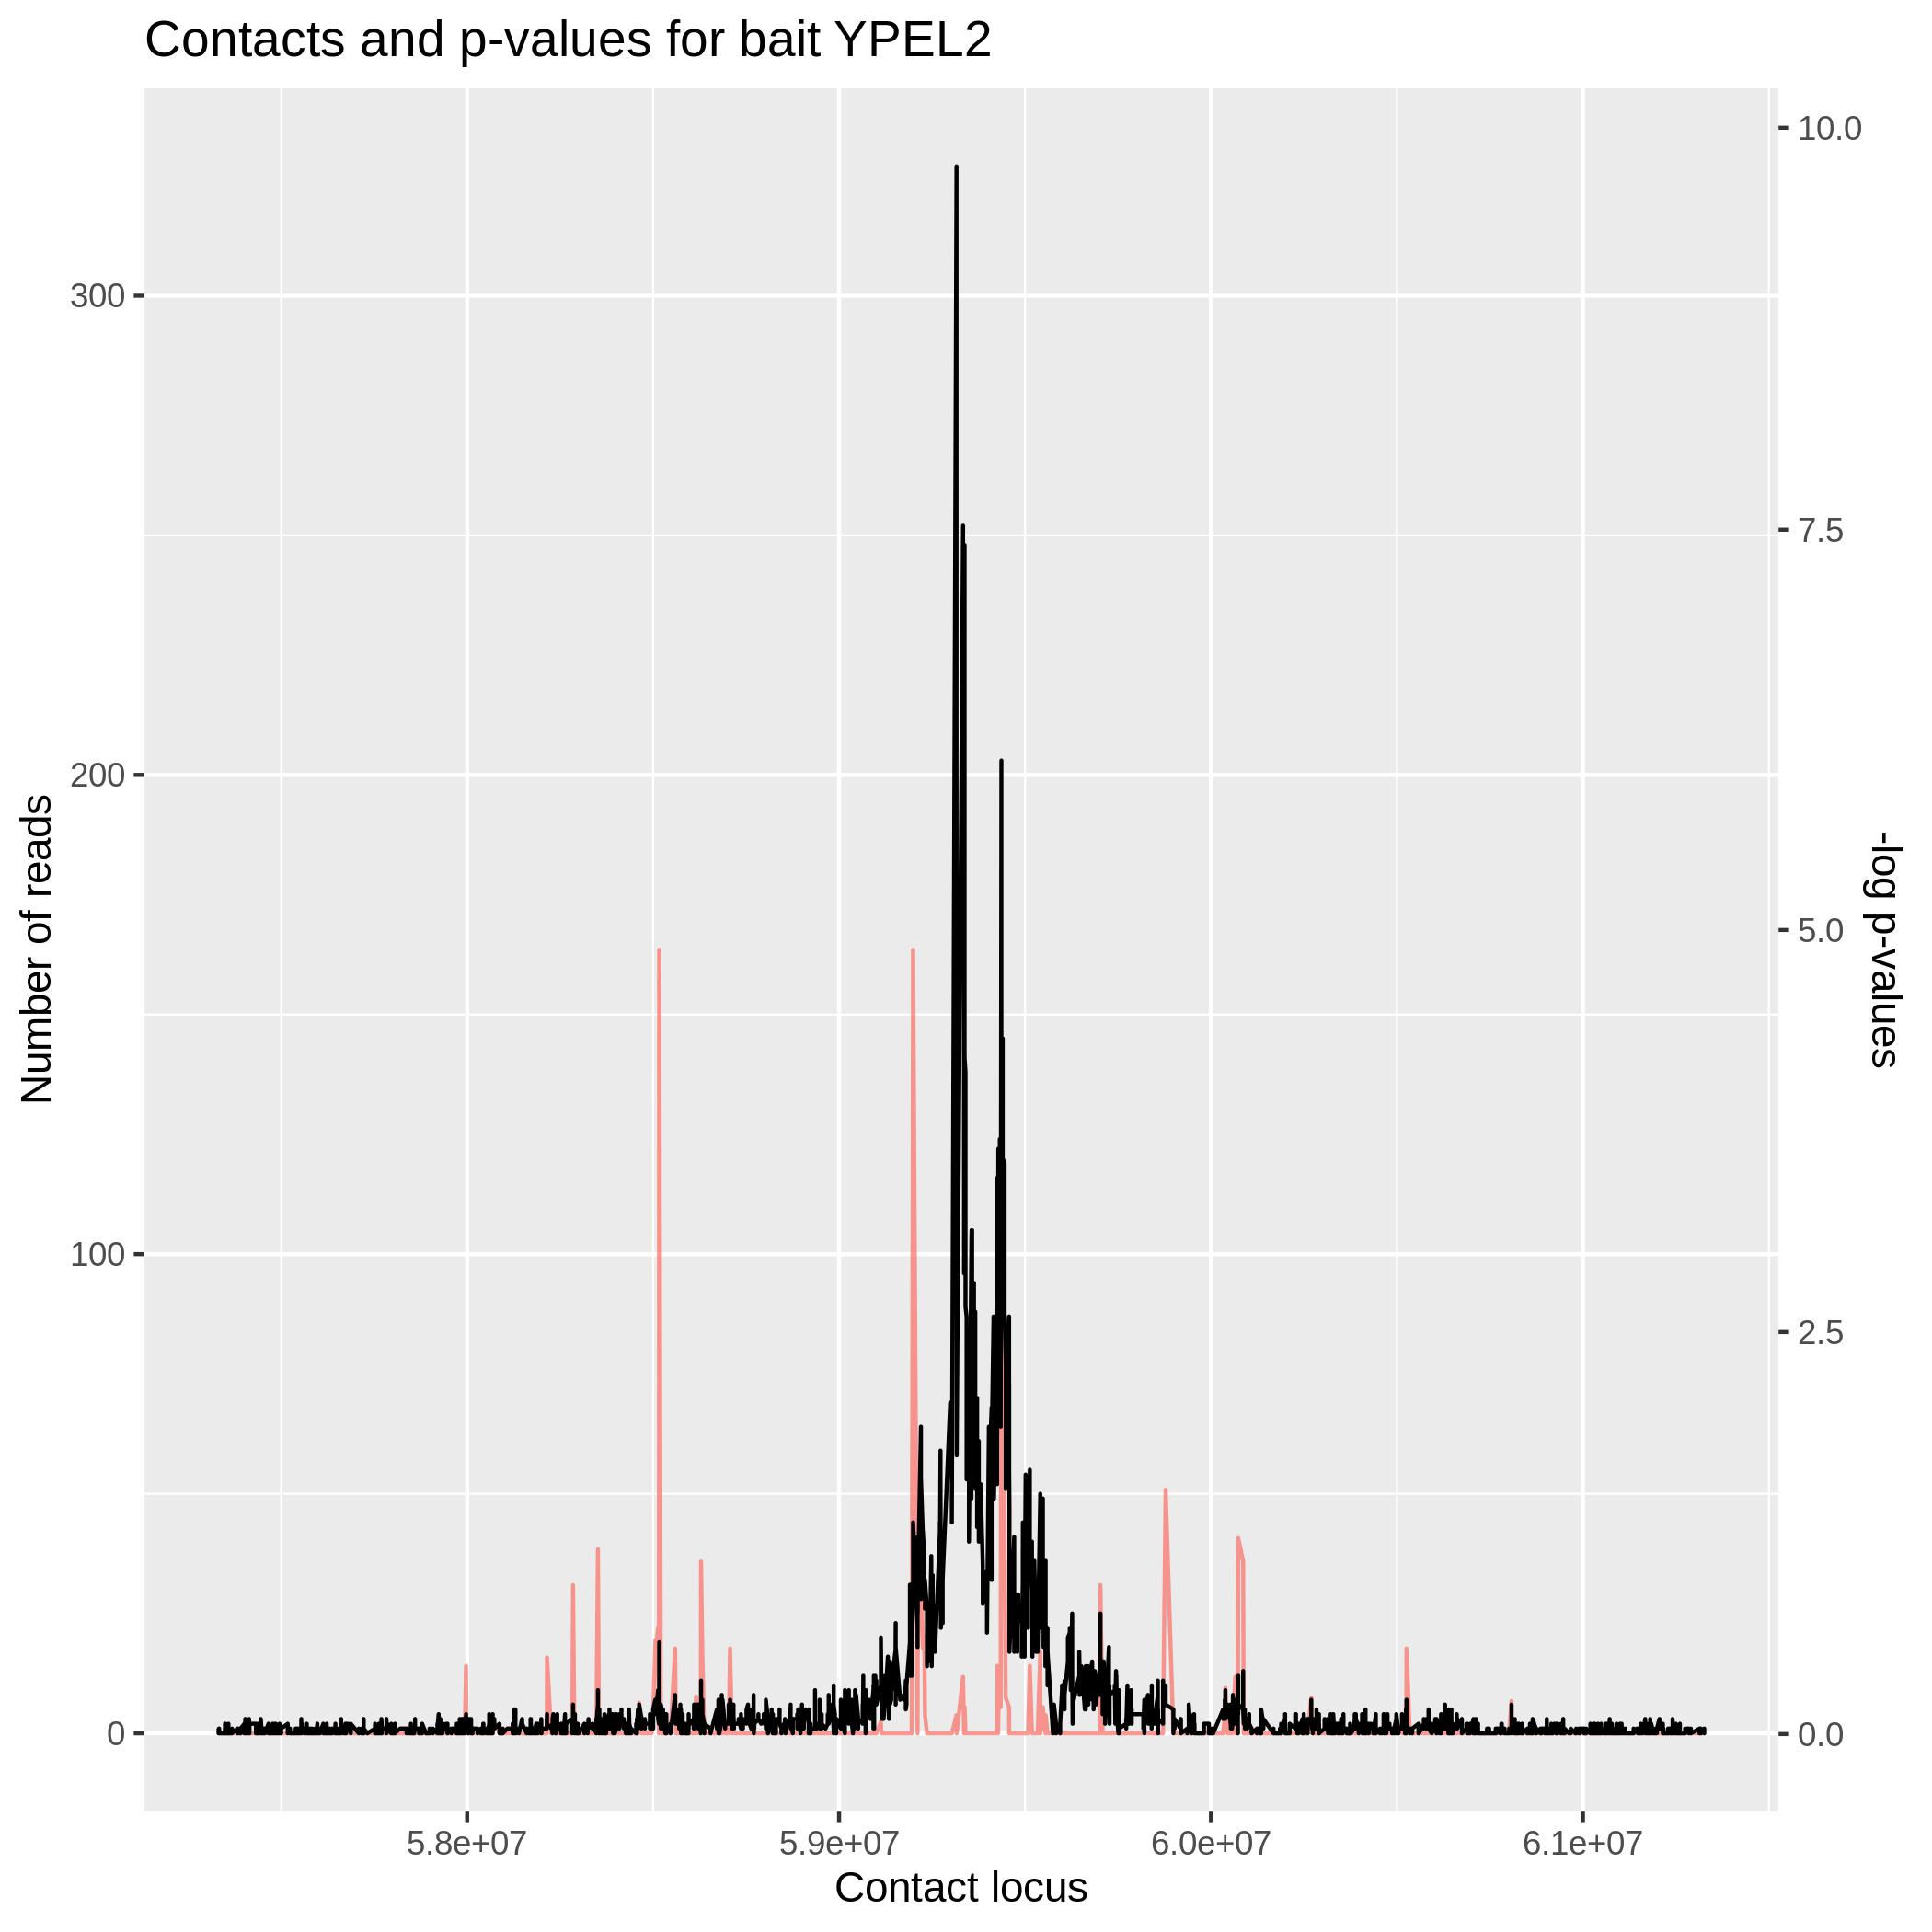 Contacts and p-values for bait YPEL2
Number of reads
300
200
100
0
10.0
7.5
5.0
2.5
0.0
-log p-values
5.8e+07
5.9e+07
6.0e+07
6.1e+07
Contact locus